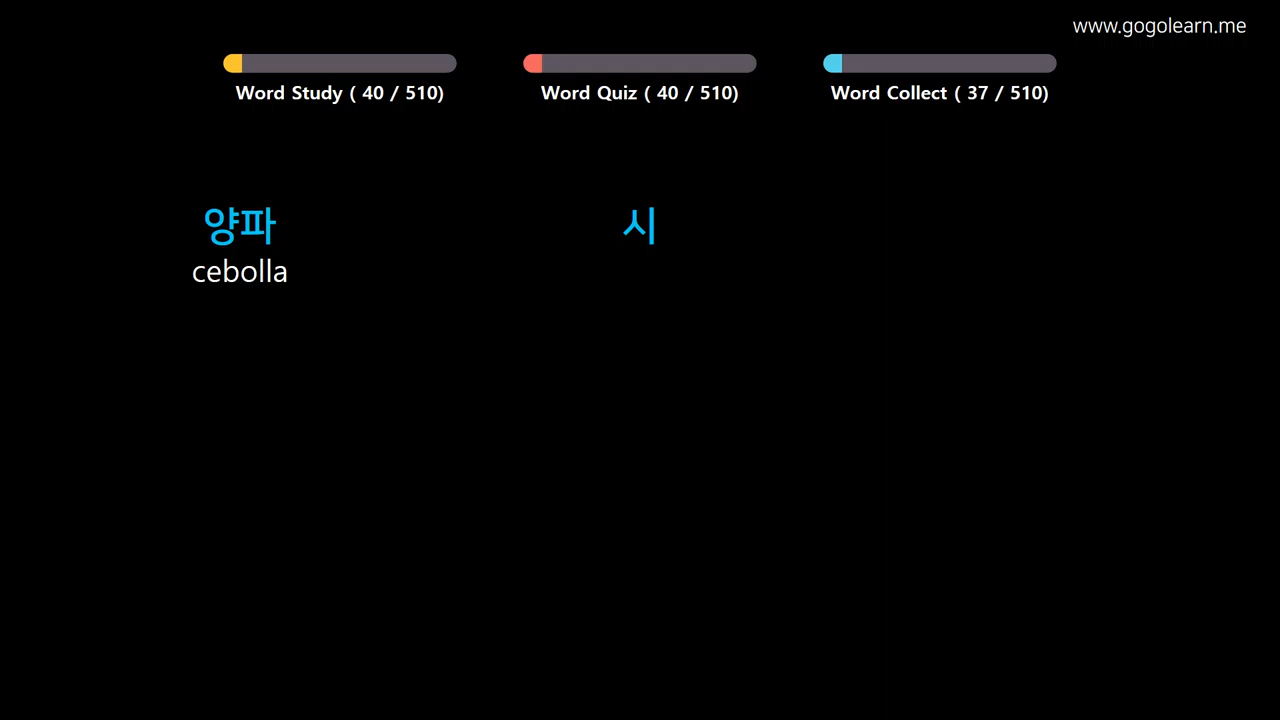 www.gogolearn.me
Word Study ( 40 / 510)
Word Quiz ( 40 / 510)
Word Collect ( 37 / 510)
양파
시
cebolla